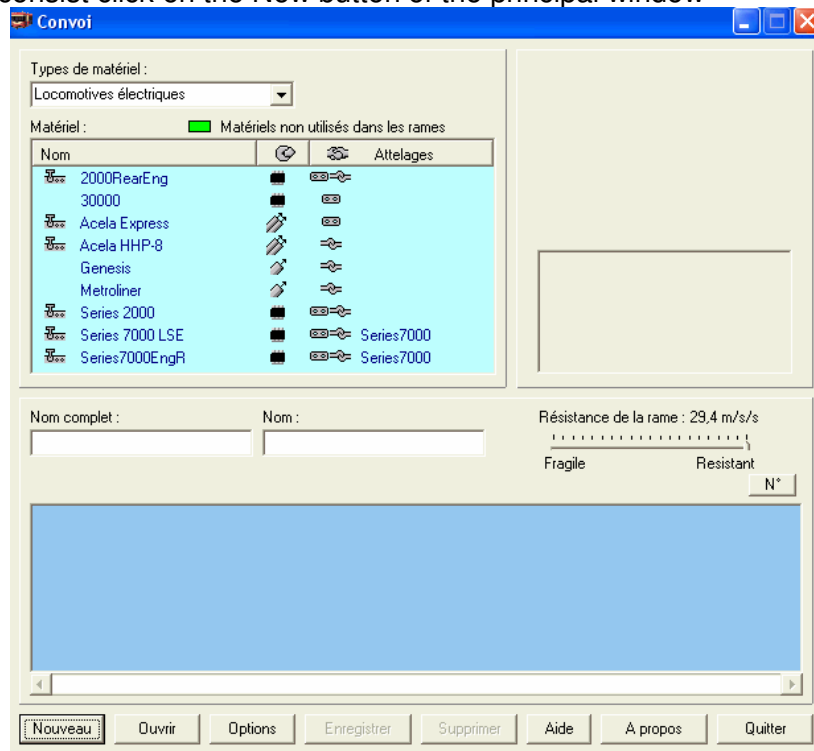 consist click on the New button of the principal window
Convoi
Types de matériel :
Locomotives électriques
Matériel : Matériels non utilisés dans les rames
Nom Attelages
2000RearEng
30000
Acela Express
Acela HHP-8
Genesis
Metroliner
Series 2000
Series 7000 LSE Series7000
Series7000EngR Series7000
Nom complet : Nom : Résistance de la rame : 29,4 m/s/s
Fragile Resistant
N°
Nouveau Ouvrir Options Enregistrer Supprimer Aide A propos Quitter